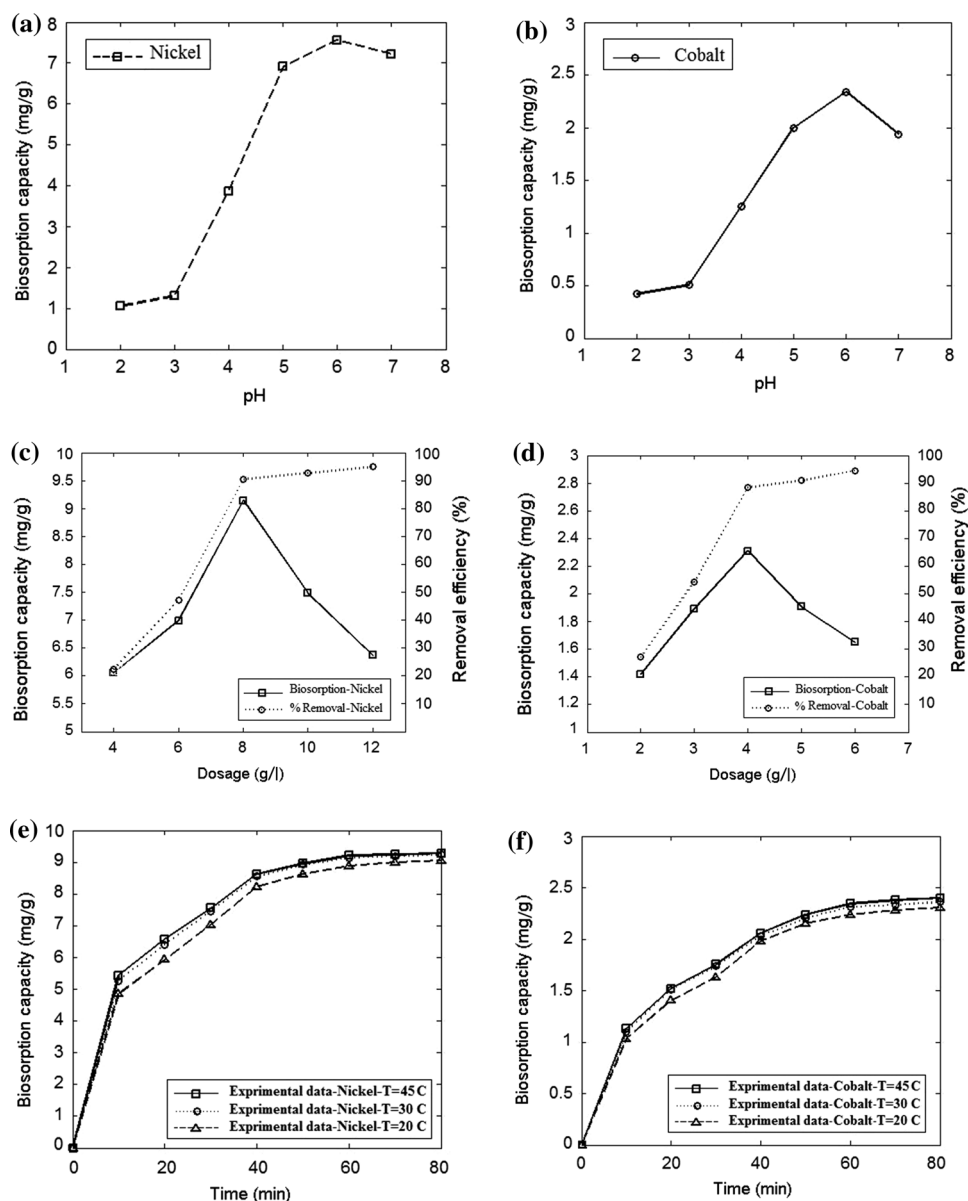 (a)
8
7
6
5
4
3
2
1
0
Biosorption capacity (mg/g)
Nickel
1 2 3 4 5 6 7 8
pH
(b)
3
2.5
2
1.5
1
0.5
0
Biosorption capacity (mg/g)
Cobalt
1 2 3 4 5 6 7 8
pH
(c)
10
9.5
9
8.5
8
7.5
7
6.5
6
5.5
5
Biosorption capacity (mg/g)
100
90
80
70
60
50
40
30
20
10
Removal efficiency (%)
Biosorption-Nickel
% Removal-Nickel
4 6 8 10 12
Dosage (g/l)
(d)
3
2.8
2.6
2.4
2.2
2
1.8
1.6
1.4
1.2
1
Biosorption capacity (mg/g)
100
90
80
70
60
50
40
30
20
10
Removal efficiency (%)
Biosorption-Cobalt
% Removal-Cobalt
1 2 3 4 5 6 7
Dosage (g/l)
(e)
10
9
8
7
6
5
4
3
2
1
0
Biosorption capacity (mg/g)
Exprimental data-Nickel-T=45 C
Exprimental data-Nickel-T=30 C
Exprimental data-Nickel-T=20 C
0 20 40 60 80
Time (min)
(f)
3
2.5
2
1.5
1
0.5
0
Biosorption capacity (mg/g)
Exprimental data-Cobalt-T=45 C
Exprimental data-Cobalt-T=30 C
Exprimental data-Cobalt-T=20 C
0 20 40 60 80
Time (min)